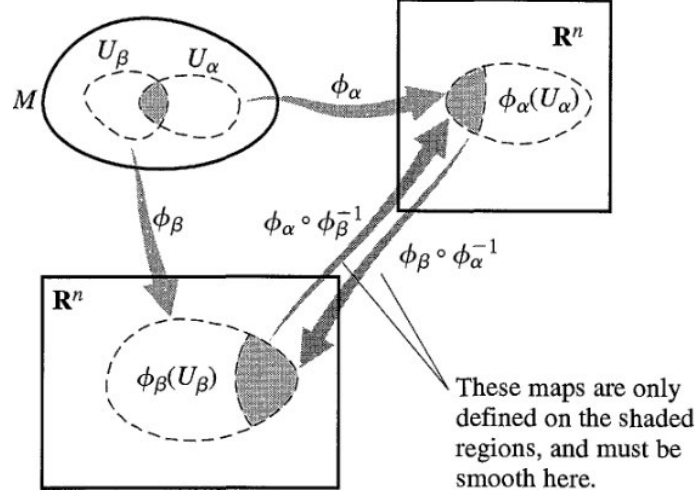 U_β U_α
R^n
M
ϕ_α
ϕ_α(U_α)
ϕ_β
ϕ_α ∘ ϕ_β^{-1}
ϕ_β ∘ ϕ_α^{-1}
R^n
ϕ_β(U_β)
These maps are only
defined on the shaded
regions, and must be
smooth here.